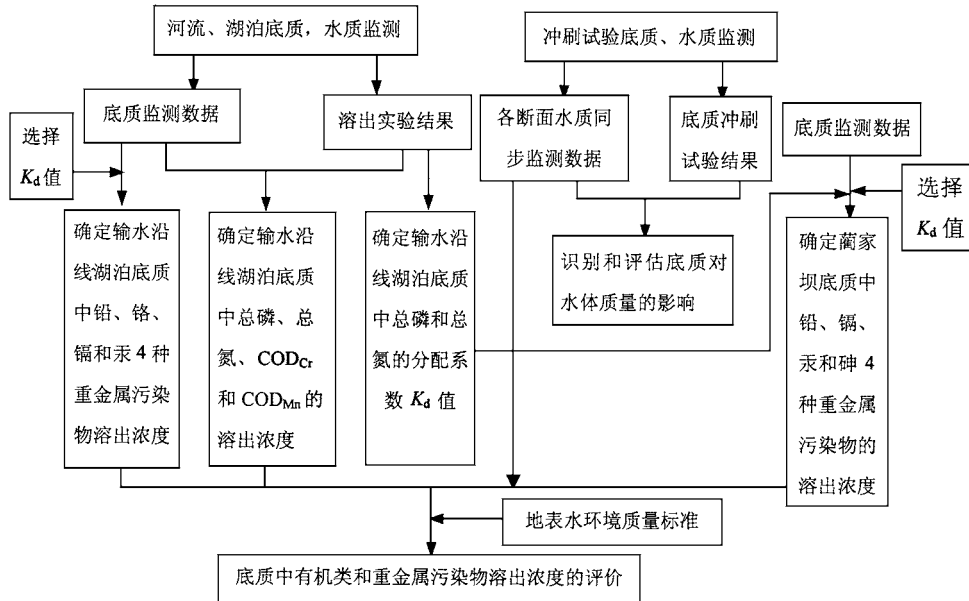 河流、湖泊底质，水质监测
冲刷试验底质、水质监测
底质监测数据
溶出实验结果
各断面水质同
步监测数据
底质冲刷
试验结果
底质监测数据
选择
Kd值
选择
Kd 值
确定输水沿
线湖泊底质
中铅、铬、
镉和汞 4 种
重金属污染
物溶出浓度
确定输水沿
线湖泊底质
中总磷、总
氮、CODCr
和 CODMn 的
溶出浓度
确定输水沿
线湖泊底质
中总磷和总
氮的分配系
数 Kd 值
识别和评估底质对
水体质量的影响
确定蔺家
坝底质中
铅、镉、
汞和砷 4
种重金属
污染物的
溶出浓度
地表水环境质量标准
底质中有机类和重金属污染物溶出浓度的评价